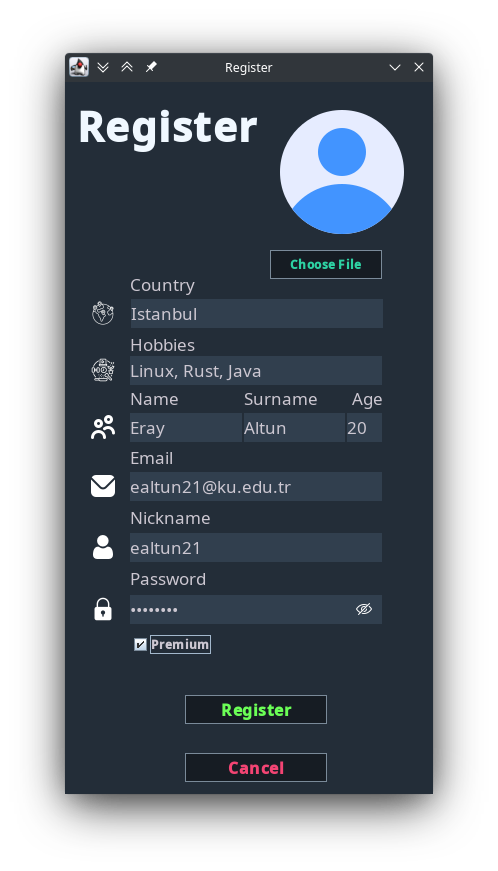 Register
Register
Choose File
Country
Istanbul
Hobbies
Linux, Rust, Java
Name Surname Age
Eray Altun 20
Email
ealtun21@ku.edu.tr
Nickname
ealtun21
Password
••••••••
Premium
Register
Cancel